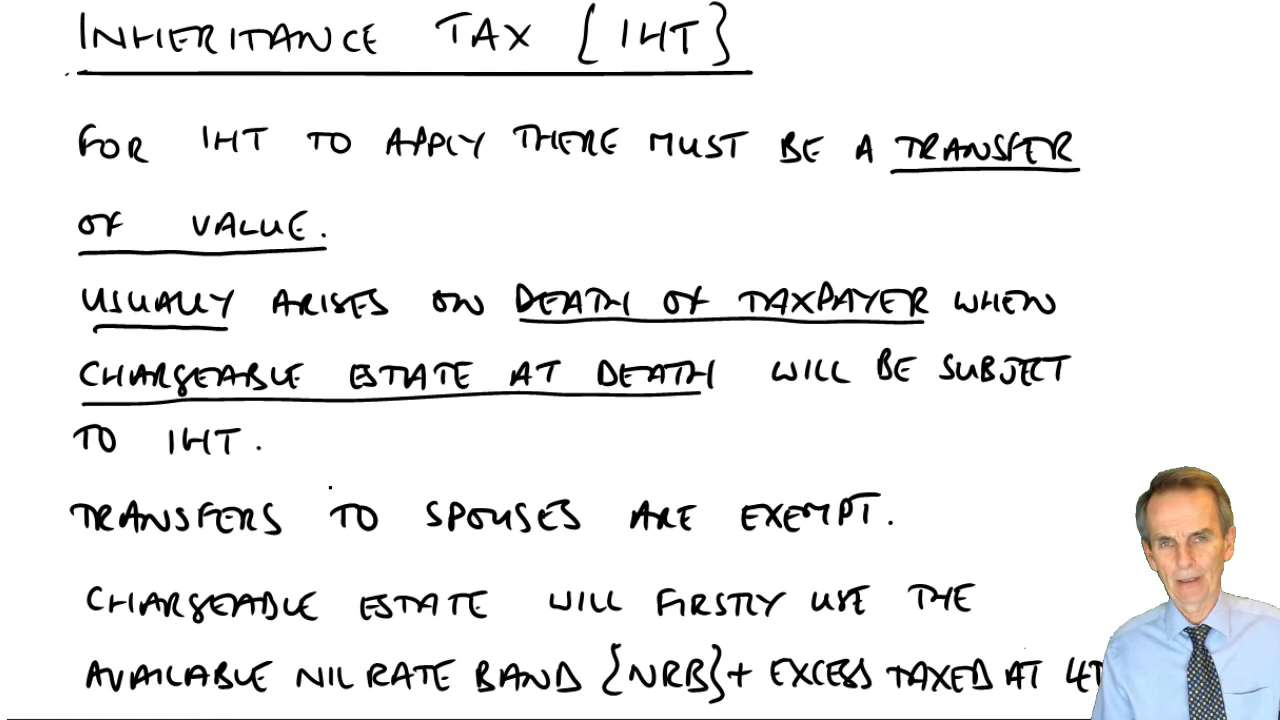 INHERITANCE TAX {IHT}
FOR IHT TO APPLY THERE MUST BE A TRANSFER
OF VALUE.
USUALLY ARISES ON DEATH OF TAXPAYER WHEN
CHARGEABLE ESTATE AT DEATH WILL BE SUBJECT
TO IHT.
TRANSFERS TO SPOUSES ARE EXEMPT.
CHARGEABLE ESTATE WILL FIRSTLY USE THE
AVAILABLE NIL RATE BAND {NRB} + EXCESS TAXED AT